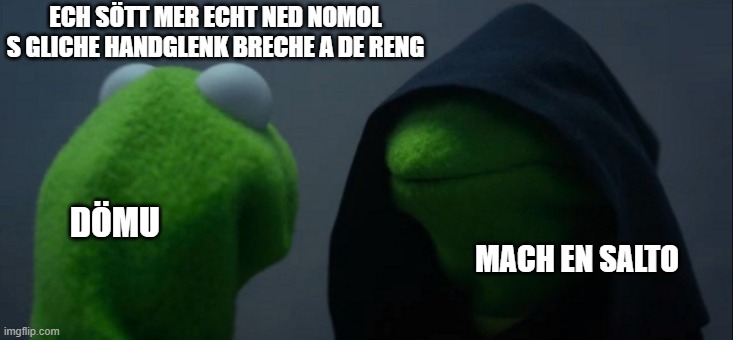 ECH SÖTT MER ECHT NED NOMOL
S GLICHE HANDGLENK BRECHE A DE RENG
DÖMU
MACH EN SALTO
imgflip.com